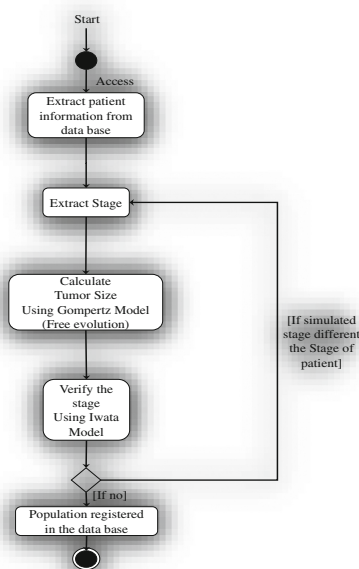 Start
Access
Extract patient
information from
data base
Extract Stage
Calculate
Tumor Size
Using Gompertz Model
(Free evolution)
[If simulated
stage different
the Stage of
patient]
Verify the
stage
Using Iwata
Model
[If no]
Population registered
in the data base